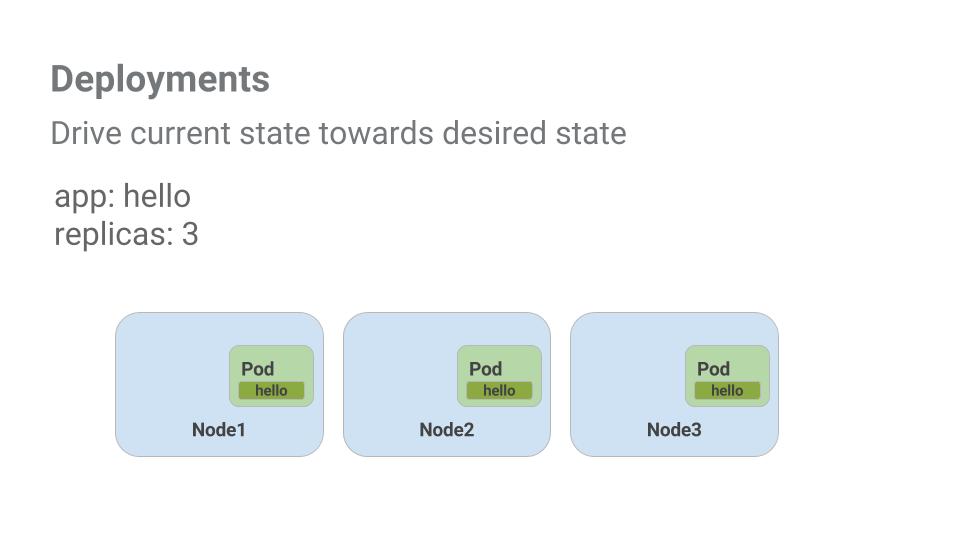 Deployments
Drive current state towards desired state
app: hello
replicas: 3
Pod
hello
Node1
Pod
hello
Node2
Pod
hello
Node3